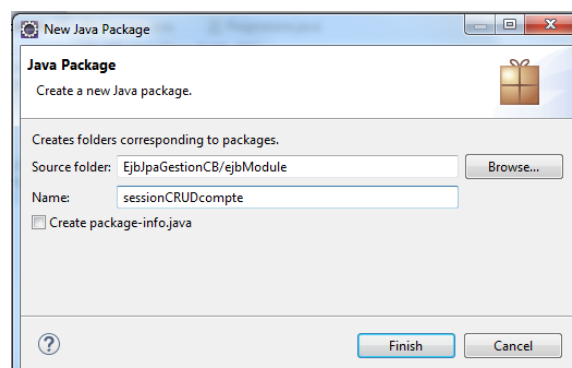 New Java Package
Java Package
Create a new Java package.
Creates folders corresponding to packages.
Source folder: EjbJpaGestionCB/ejbModule Browse...
Name: sessionCRUDcompte
Create package-info.java
? Finish Cancel